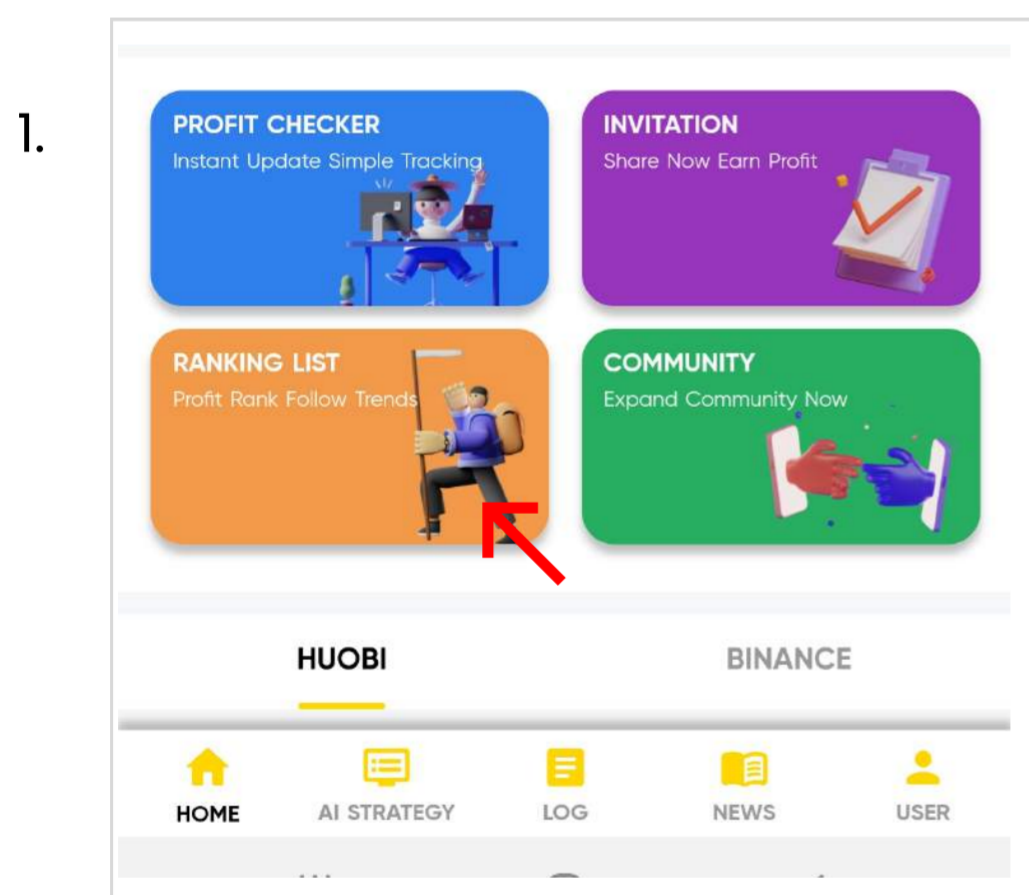 1.
PROFIT CHECKER
Instant Update Simple Tracking
INVITATION
Share Now Earn Profit
RANKING LIST
Profit Rank Follow Trends
COMMUNITY
Expand Community Now
HUOBI
BINANCE
HOME
AI STRATEGY
LOG
NEWS
USER